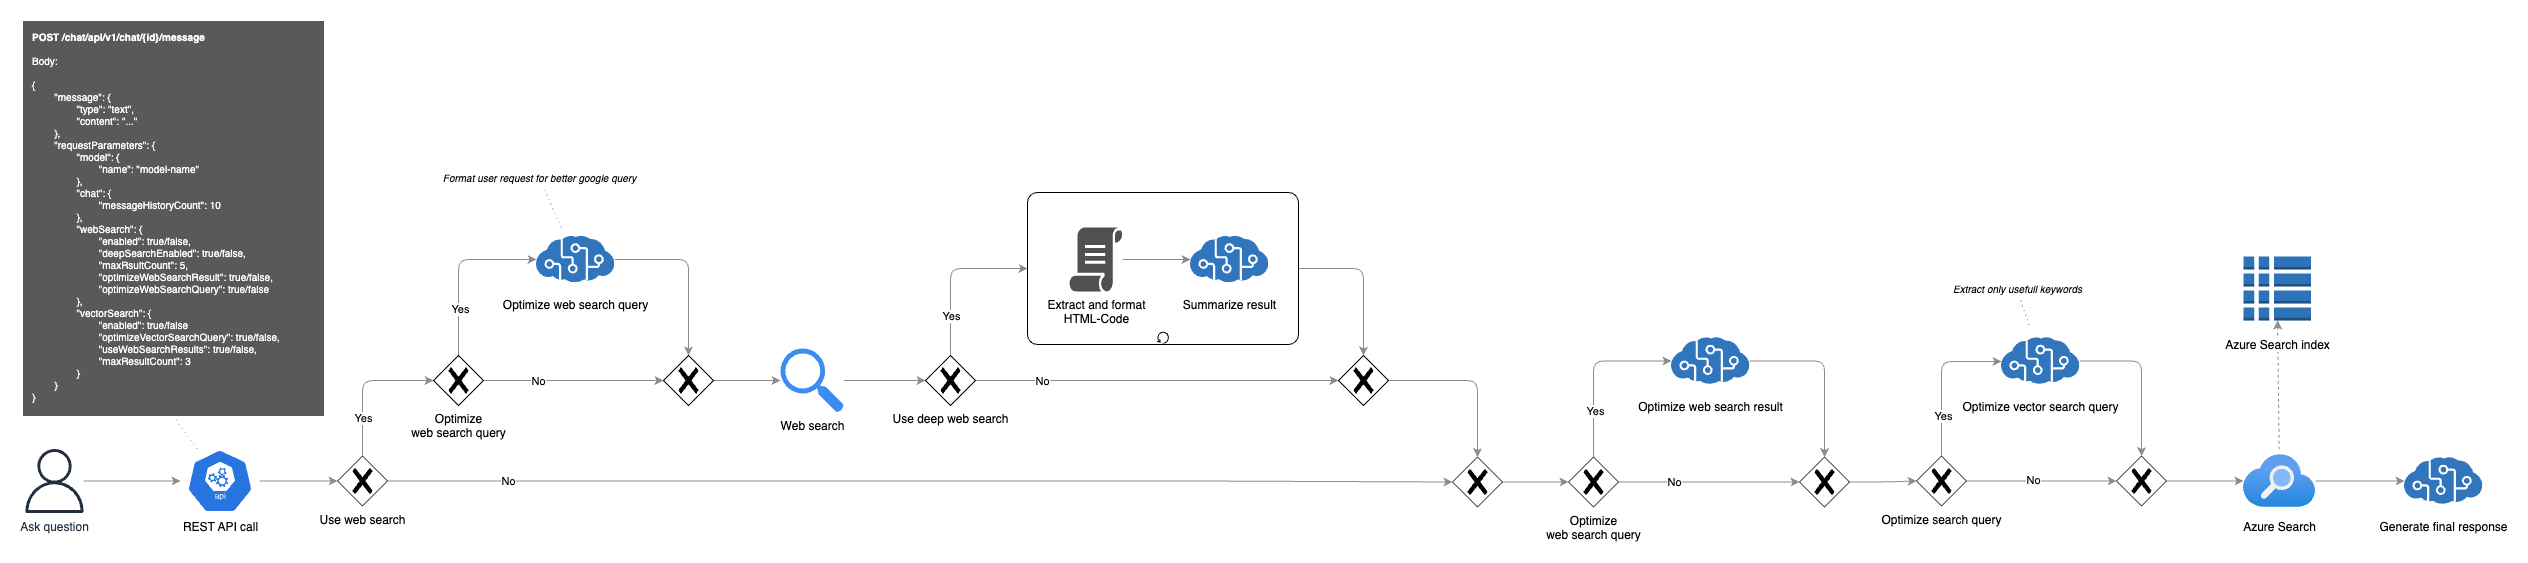 POST /chat/api/v1/chat/{id}/message
Body:
{
"message": {
"type": "text",
"content": "..."
},
"requestParameters": {
"model": {
"name": "model-name"
},
"chat": {
"messageHistoryCount": 10
},
"webSearch": {
"enabled": true/false,
"deepSearchEnabled": true/false,
"maxRsultCount": 5,
"optimizeWebSearchResult": true/false,
"optimizeWebSearchQuery": true/false
},
"vectorSearch": {
"enabled": true/false
"optimizeVectorSearchQuery": true/false,
"useWebSearchResults": true/false,
"maxResultCount": 3
}
}
}
Ask question
api
REST API call
Use web search
Yes
No
Optimize
web search query
Yes
No
Format user request for better google query
Optimize web search query
Web search
Use deep web search
Yes
No
Extract and format
HTML-Code
Summarize result
Optimize
web search query
Yes
No
Optimize web search result
Optimize search query
Yes
No
Extract only usefull keywords
Optimize vector search query
Azure Search index
Azure Search
Generate final response